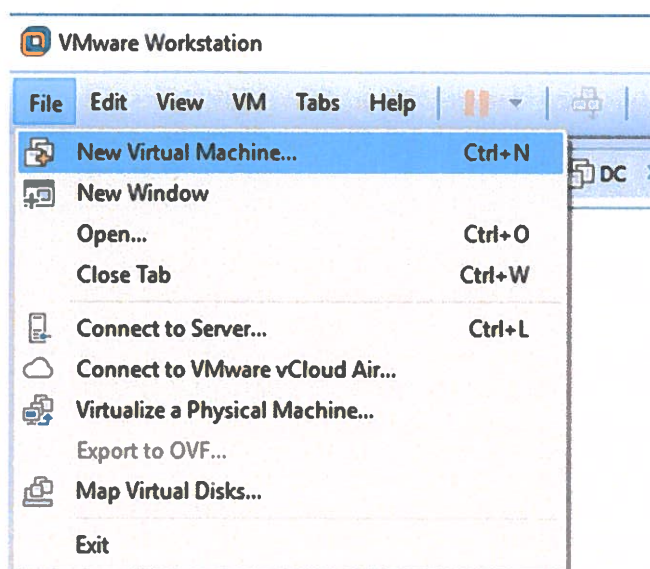 VMware Workstation
File Edit View VM Tabs Help
New Virtual Machine... Ctrl+N
DC
New Window
Open... Ctrl+O
Close Tab Ctrl+W
Connect to Server... Ctrl+L
Connect to VMware vCloud Air...
Virtualize a Physical Machine...
Export to OVF...
Map Virtual Disks...
Exit